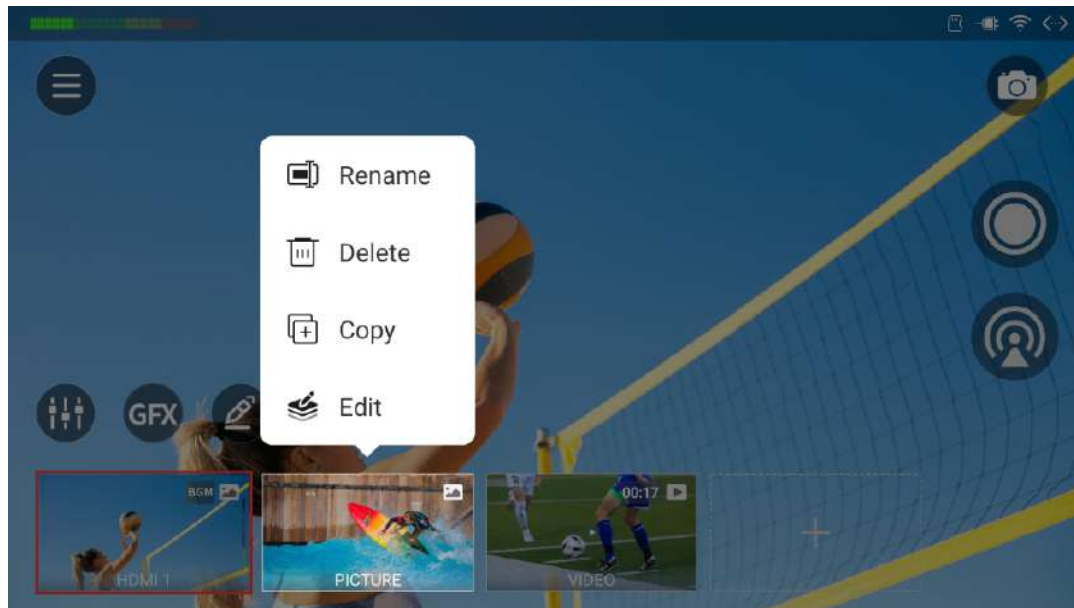 Rename
Delete
Copy
Edit
GFX
BGM
00:17
HDMI 1
PICTURE
VIDEO